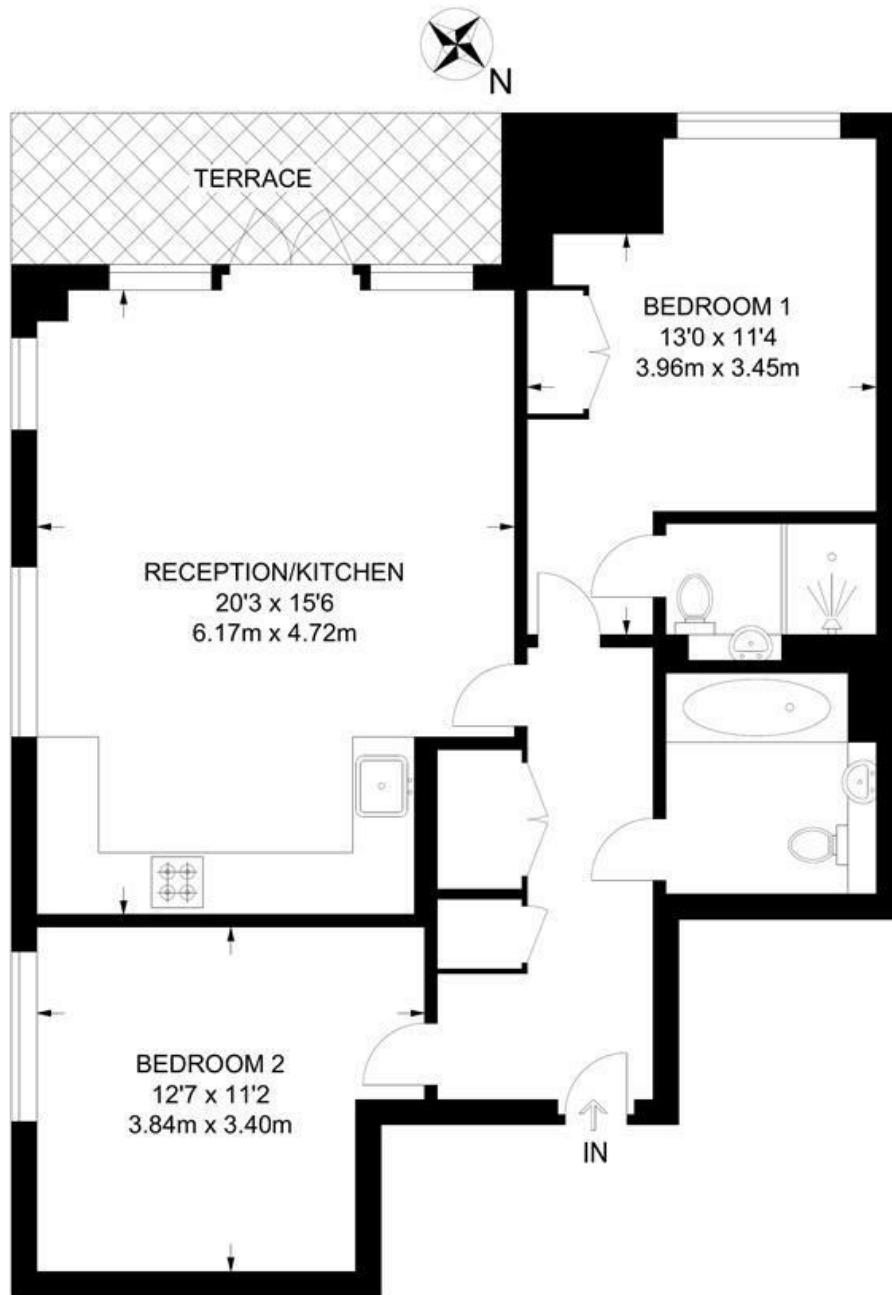 N
TERRACE
BEDROOM 1
13'0 x 11'4
3.96m x 3.45m
RECEPTION/KITCHEN
20'3 x 15'6
6.17m x 4.72m
BEDROOM 2
12'7 x 11'2
3.84m x 3.40m
IN